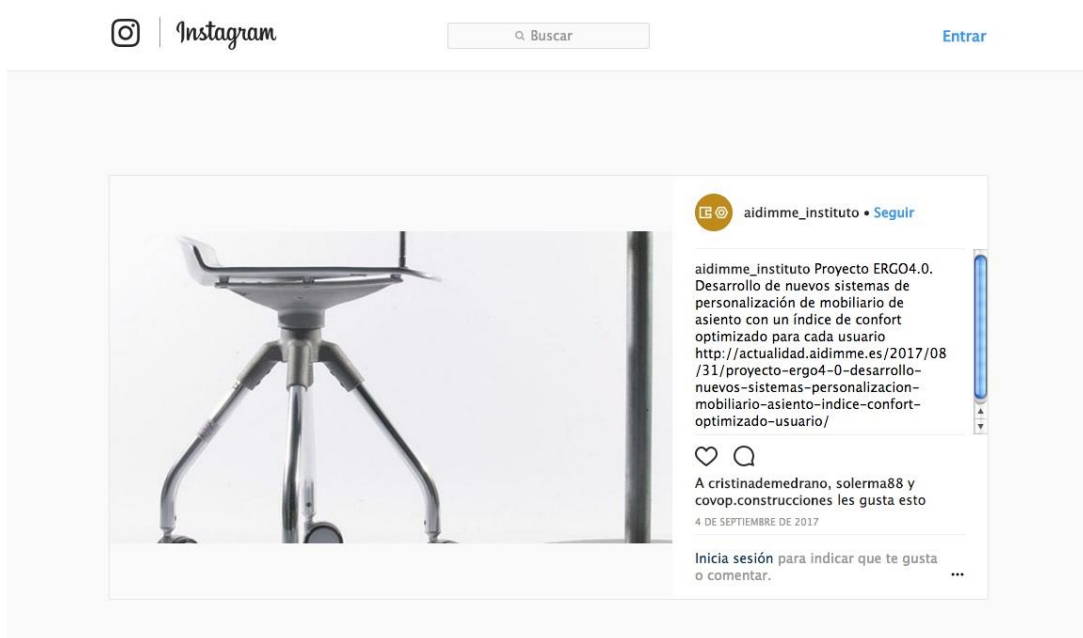 Instagram
Buscar
Entrar
aidimme_instituto • Seguir
aidimme_instituto Proyecto ERGO4.0.
Desarrollo de nuevos sistemas de
personalización de mobiliario de
asiento con un índice de confort
optimizado para cada usuario
http://actualidad.aidimme.es/2017/08
/31/proyecto-ergo4-0-desarrollo-
nuevos-sistemas-personalizacion-
mobiliario-asiento-indice-confort-
optimizado-usuario/
A cristinademedrano, solerma88 y
covop.construcciones les gusta esto
4 DE SEPTIEMBRE DE 2017
Inicia sesión para indicar que te gusta
o comentar.